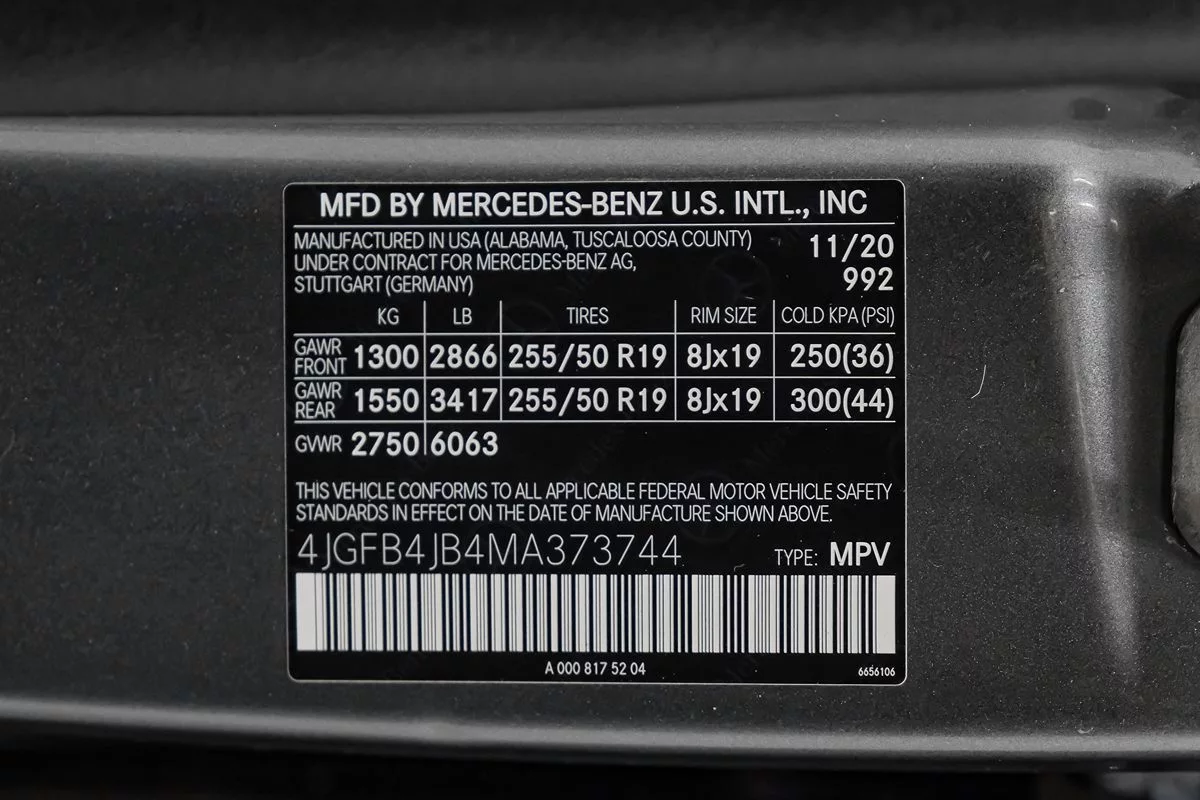 MFD BY MERCEDES-BENZ U.S. INTL., INC
MANUFACTURED IN USA (ALABAMA, TUSCALOOSA COUNTY) 11/20
UNDER CONTRACT FOR MERCEDES-BENZ AG, 992
STUTTGART (GERMANY)
KG LB TIRES RIM SIZE COLD KPA (PSI)
GAWR FRONT 1300 2866 255/50 R19 8Jx19 250(36)
GAWR REAR 1550 3417 255/50 R19 8Jx19 300(44)
GVWR 2750 6063
THIS VEHICLE CONFORMS TO ALL APPLICABLE FEDERAL MOTOR VEHICLE SAFETY
STANDARDS IN EFFECT ON THE DATE OF MANUFACTURE SHOWN ABOVE.
4JGFB4JB4MA373744 TYPE: MPV
A 000 817 52 04 6656106